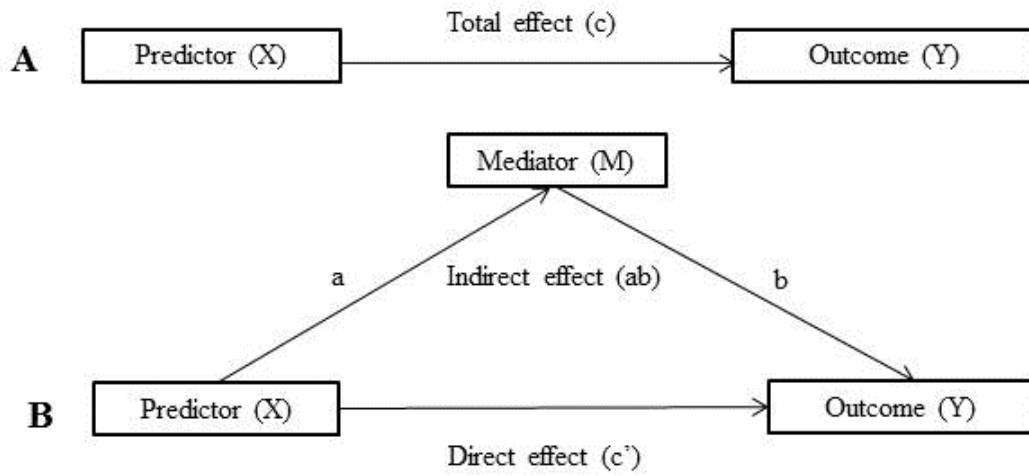 Total effect (c)
A
Predictor (X)
Outcome (Y)
Mediator (M)
a
Indirect effect (ab)
b
B
Predictor (X)
Outcome (Y)
Direct effect (c’)